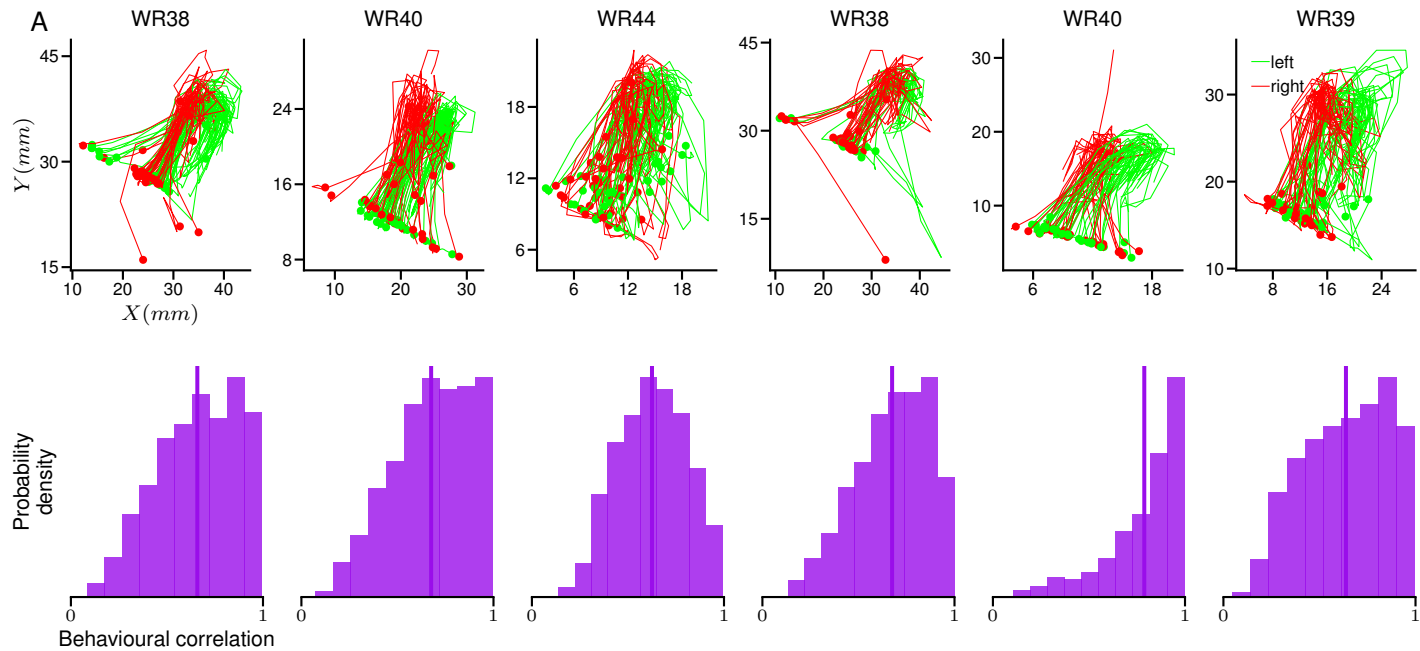 A
WR38 WR40 WR44 WR38 WR40 WR39
45
30
15
10 20 30 40
Y(mm)
X(mm)
24
16
8
0 10 20 30
18
12
6
6 12 18
45
30
15
10 20 30 40
30
20
10
6 12 18
30
20
10
8 16 24
left
right
Probability
density
0 1 0 1 0 1 0 1 0 1 0 1
Behavioural correlation